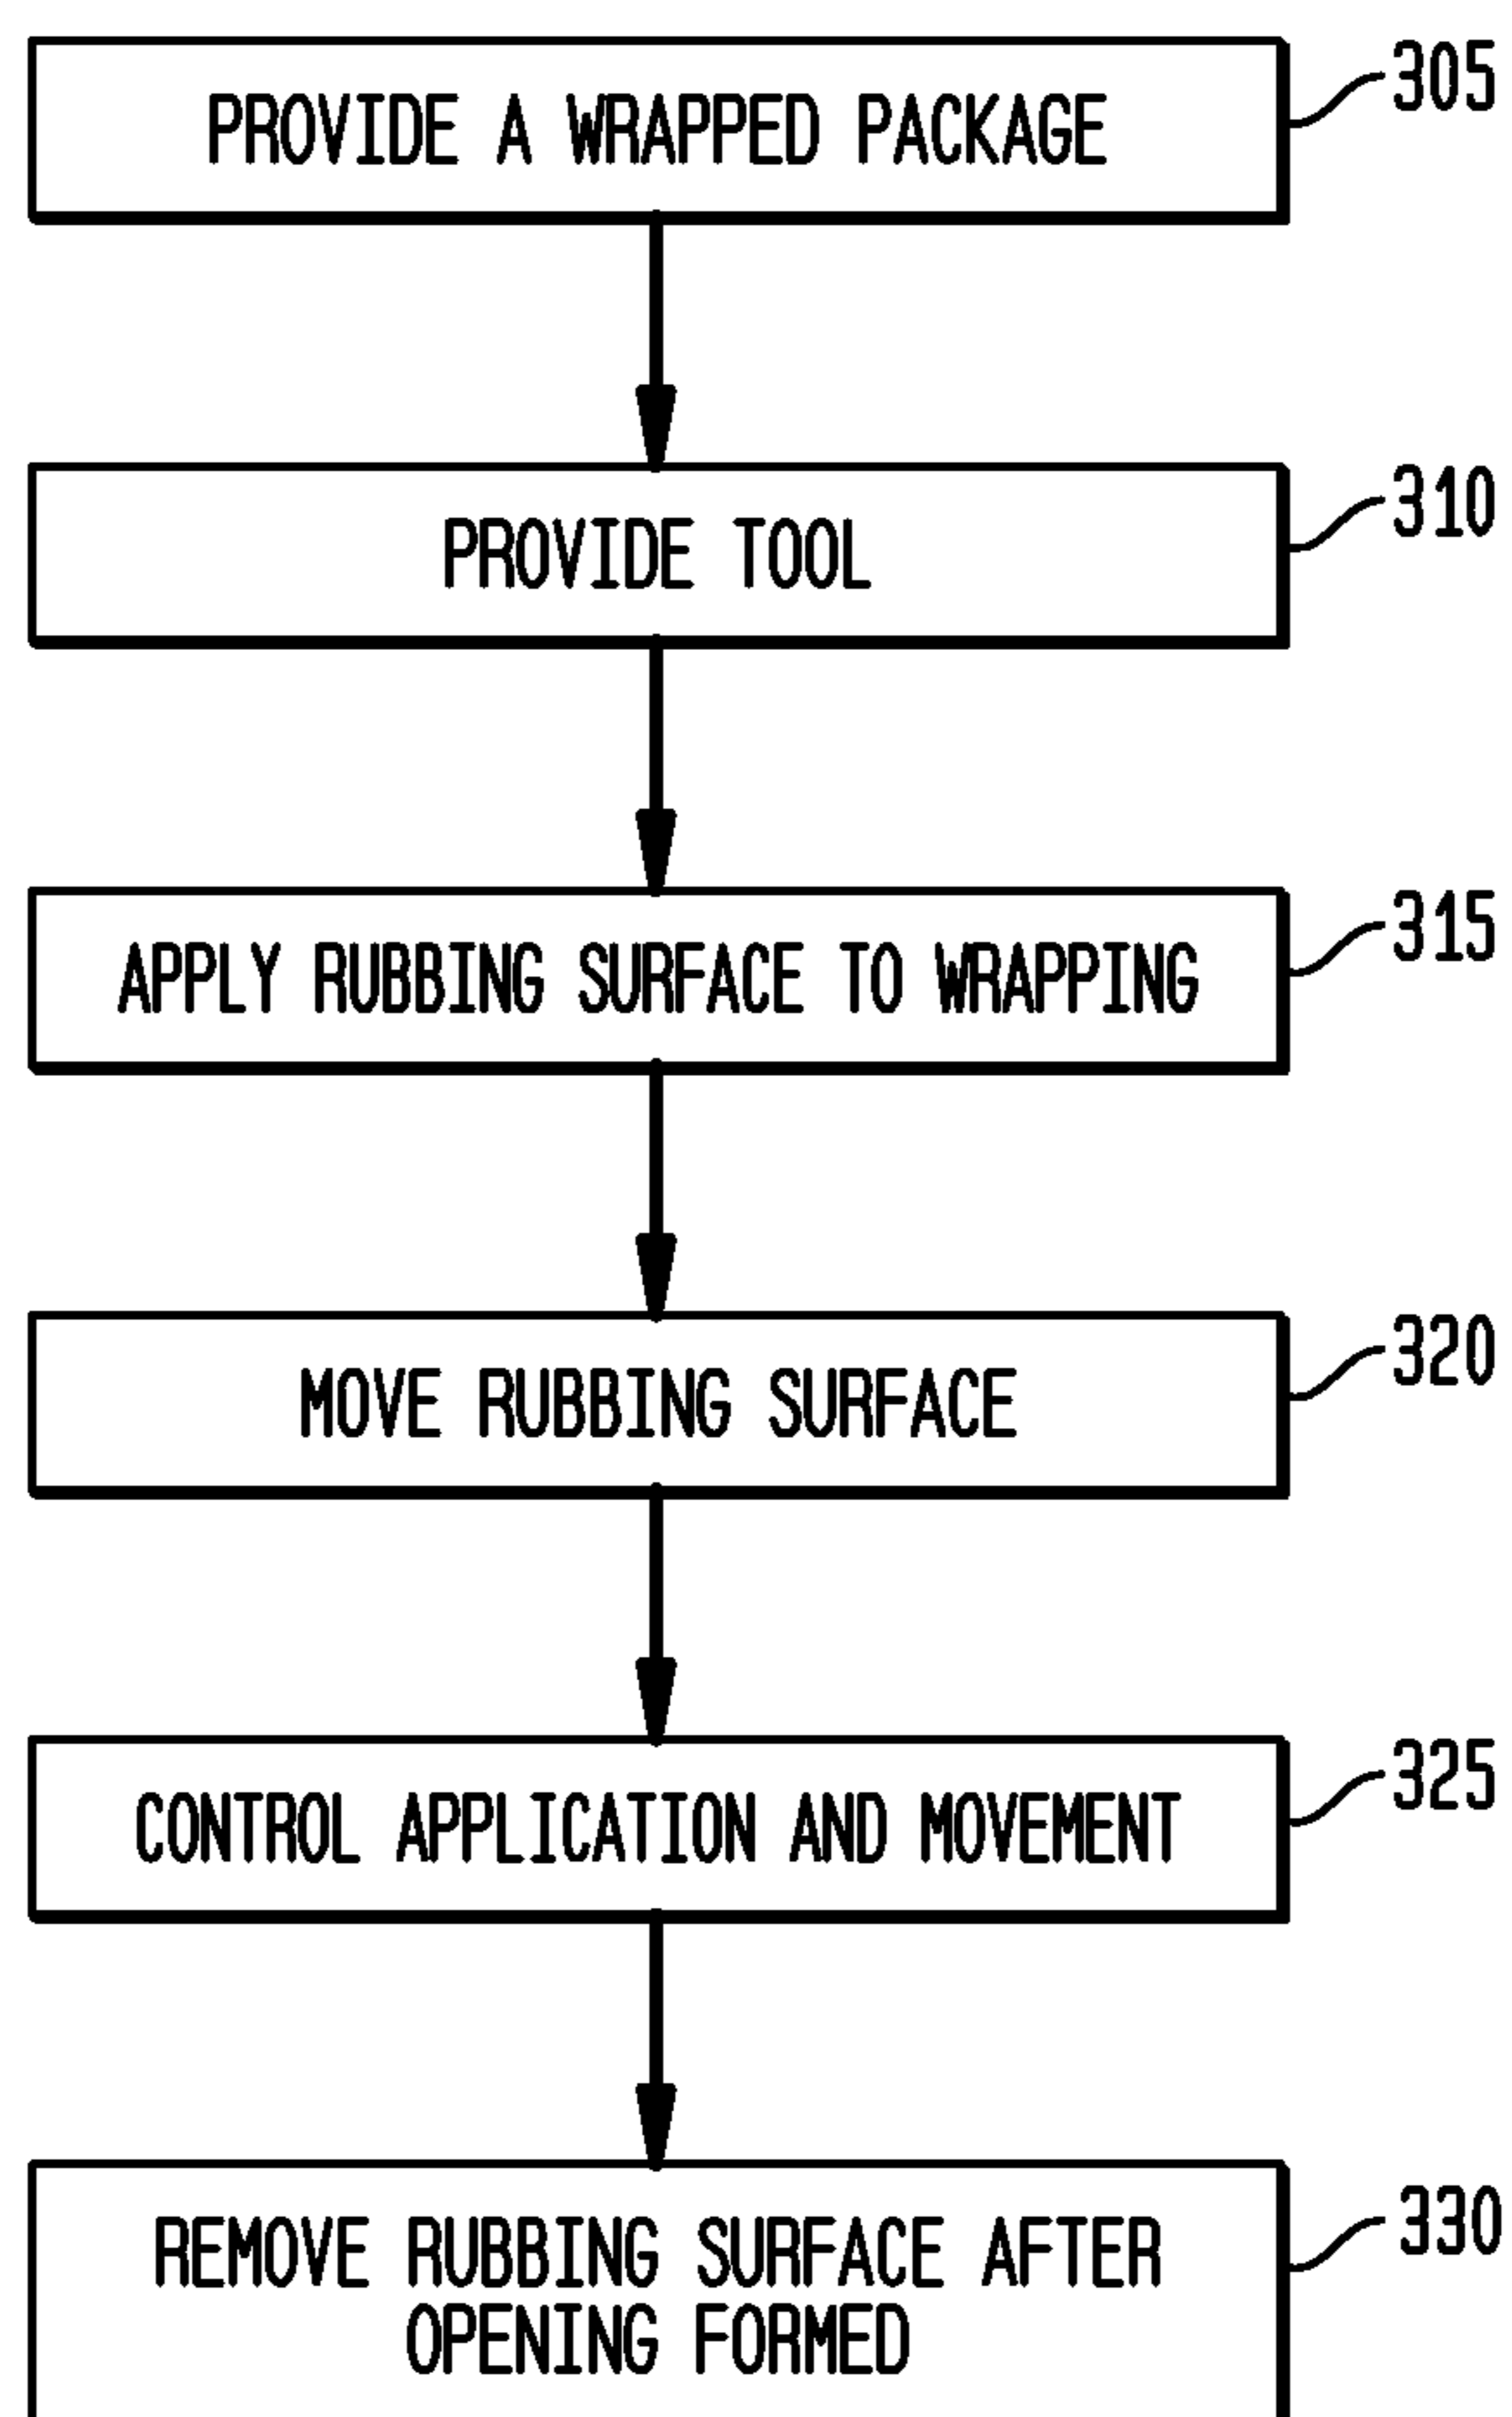 PROVIDE A WRAPPED PACKAGE
305
PROVIDE TOOL
310
APPLY RUBBING SURFACE TO WRAPPING
315
MOVE RUBBING SURFACE
320
CONTROL APPLICATION AND MOVEMENT
325
REMOVE RUBBING SURFACE AFTER
OPENING FORMED
330